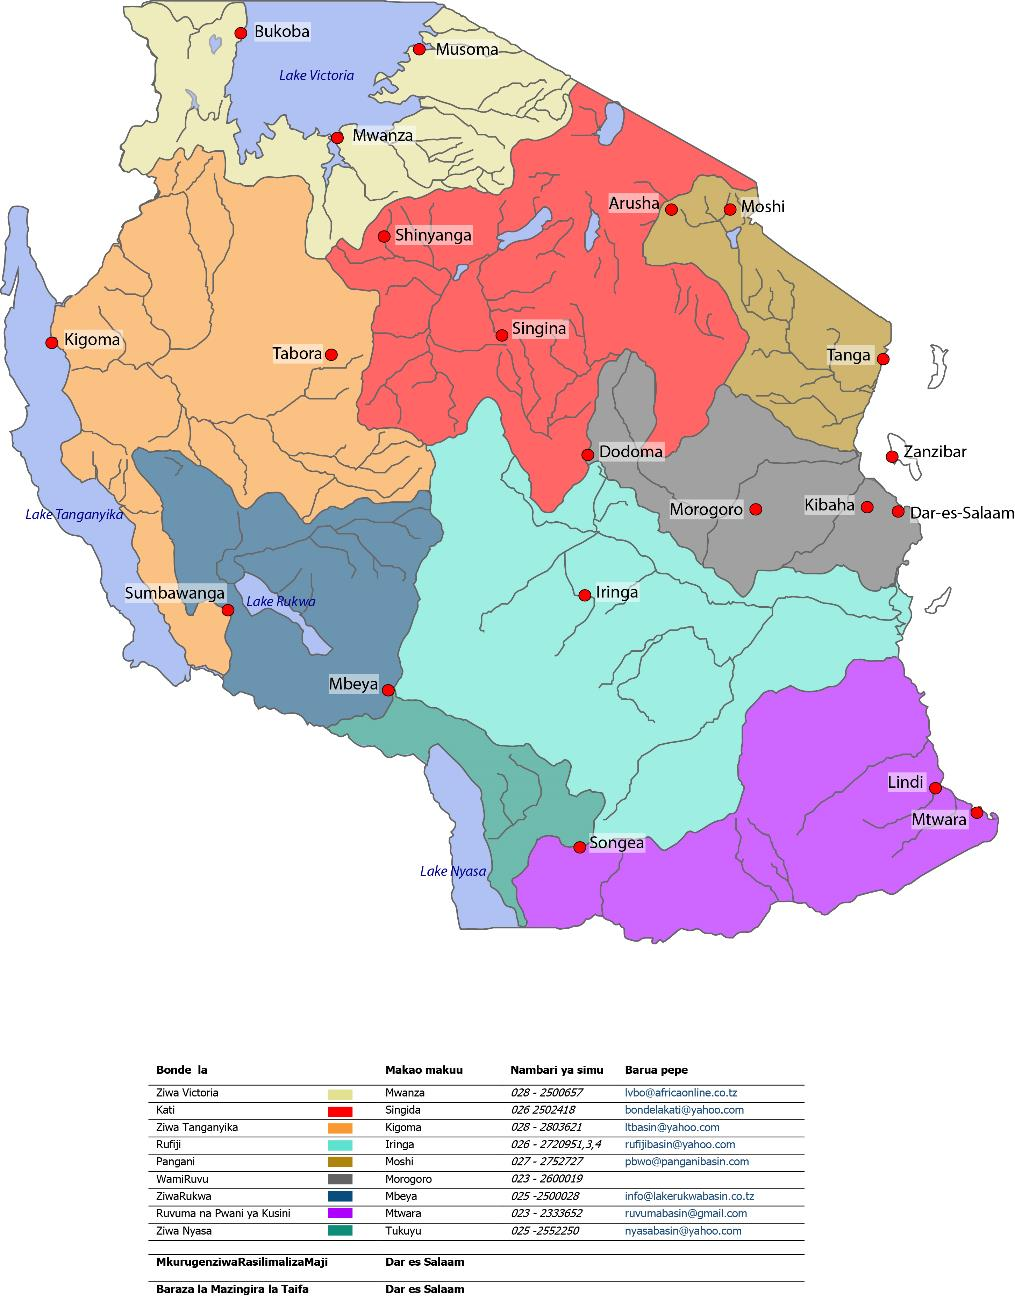 Bukoba
Musoma
Lake Victoria
Mwanza
Arusha
Moshi
Shinyanga
Singina
Kigoma
Tabora
Tanga
Dodoma
Zanzibar
Morogoro
Kibaha
Dar-es-Salaam
Lake Tanganyika
Sumbawanga
Lake Rukwa
Iringa
Mbeya
Lindi
Mtwara
Songea
Lake Nyasa
Bonde la Makao makuu Nambari ya simu Barua pepe
Ziwa Victoria Mwanza 028 - 2500657 lvbo@africaonline.co.tz
Kati Singida 026 2502418 bondelakati@yahoo.com
Ziwa Tanganyika Kigoma 028 - 2803621 ltbasin@yahoo.com
Rufiji Iringa 026 - 2720951,3,4 rufijibasin@yahoo.com
Pangani Moshi 027 - 2752727 pbwo@panganibasin.com
WamiRuvu Morogoro 023 - 2600019
ZiwaRukwa Mbeya 025 -2500028 info@lakerukwabasin.co.tz
Ruvuma na Pwani ya Kusini Mtwara 023 - 2333652 ruvumabasin@gmail.com
Ziwa Nyasa Tukuyu 025 -2552250 nyasabasin@yahoo.com
MkurugenziwaRasilimalizaMaji Dar es Salaam
Baraza la Mazingira la Taifa Dar es Salaam